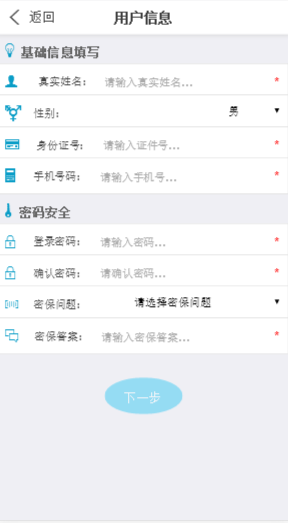 返回 用户信息
基础信息填写
真实姓名: 请输入真实姓名... *
性别: 男 ▼
身份证号: 请输入证件号... *
手机号码: 请输入手机号... *
密码安全
登录密码: 请输入密码... *
确认密码: 请确认密码... *
密保问题: 请选择密保问题 ▼
密保答案: 请输入密保答案... *
下一步